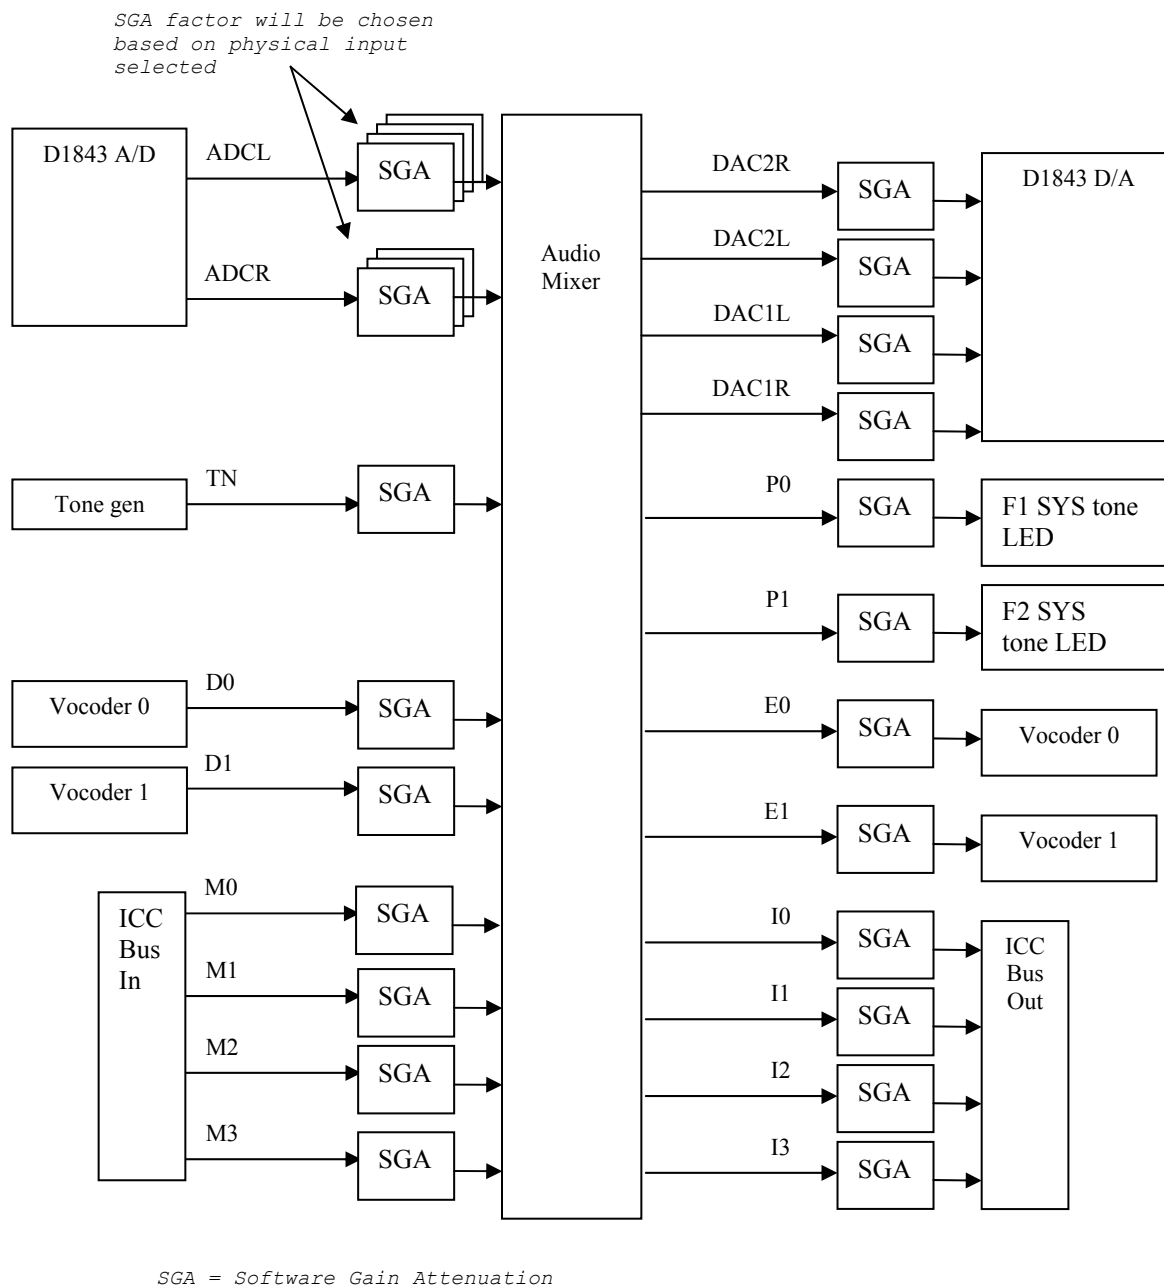 SGA factor will be chosen
based on physical input
selected
D1843 A/D
ADCL
SGA
ADCR
SGA
Audio
Mixer
DAC2R
SGA
D1843 D/A
DAC2L
SGA
DAC1L
SGA
DAC1R
SGA
Tone gen
TN
SGA
P0
SGA
F1 SYS tone
LED
P1
SGA
F2 SYS
tone LED
Vocoder 0
D0
SGA
E0
SGA
Vocoder 0
Vocoder 1
D1
SGA
E1
SGA
Vocoder 1
ICC
Bus
In
M0
SGA
M1
SGA
M2
SGA
M3
SGA
I0
SGA
I1
SGA
I2
SGA
I3
SGA
ICC
Bus
Out
SGA = Software Gain Attenuation